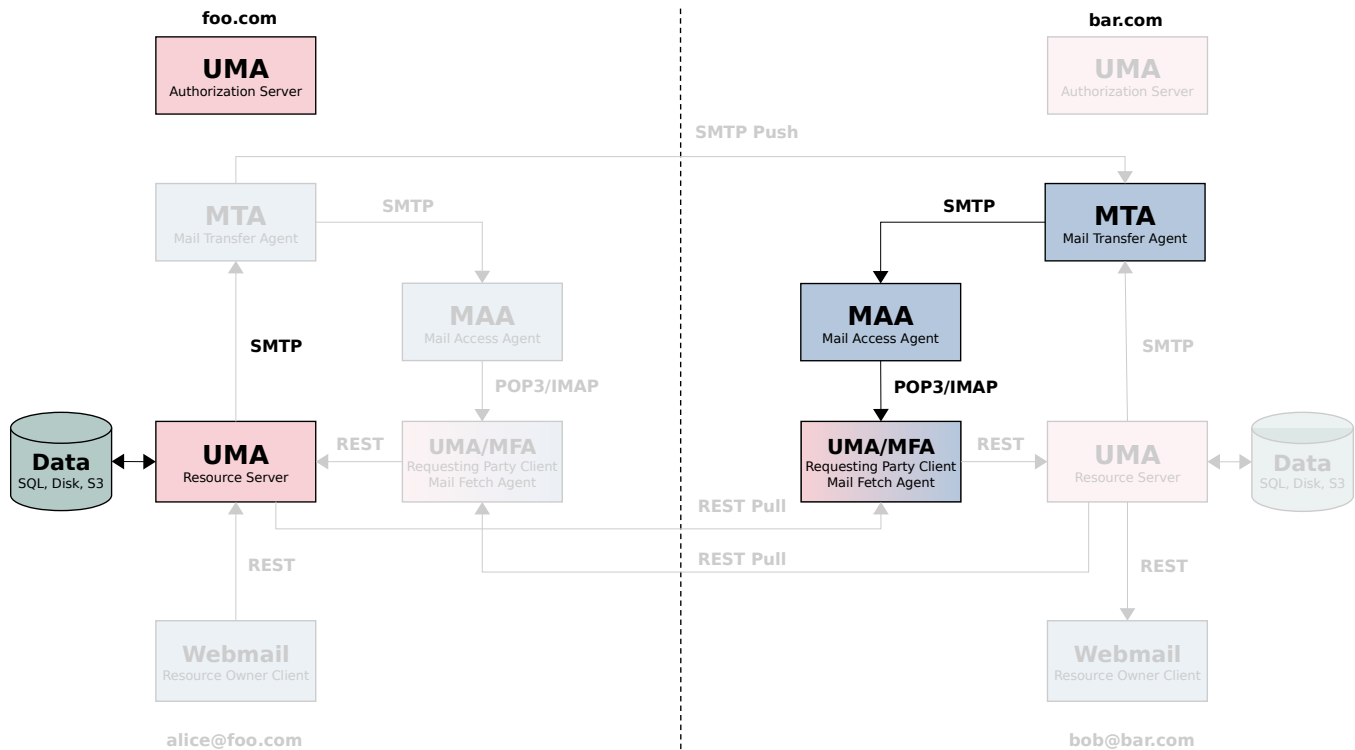 foo.com
bar.com
UMA
Authorization Server
UMA
Authorization Server
SMTP Push
MTA
Mail Transfer Agent
SMTP
SMTP
MTA
Mail Transfer Agent
MAA
Mail Access Agent
MAA
Mail Access Agent
SMTP
SMTP
POP3/IMAP
POP3/IMAP
Data
SQL, Disk, S3
UMA
Resource Server
REST
UMA/MFA
Requesting Party Client
Mail Fetch Agent
UMA/MFA
Requesting Party Client
Mail Fetch Agent
REST
UMA
Resource Server
Data
SQL, Disk, S3
REST Pull
REST Pull
REST
REST
Webmail
Resource Owner Client
Webmail
Resource Owner Client
alice@foo.com
bob@bar.com